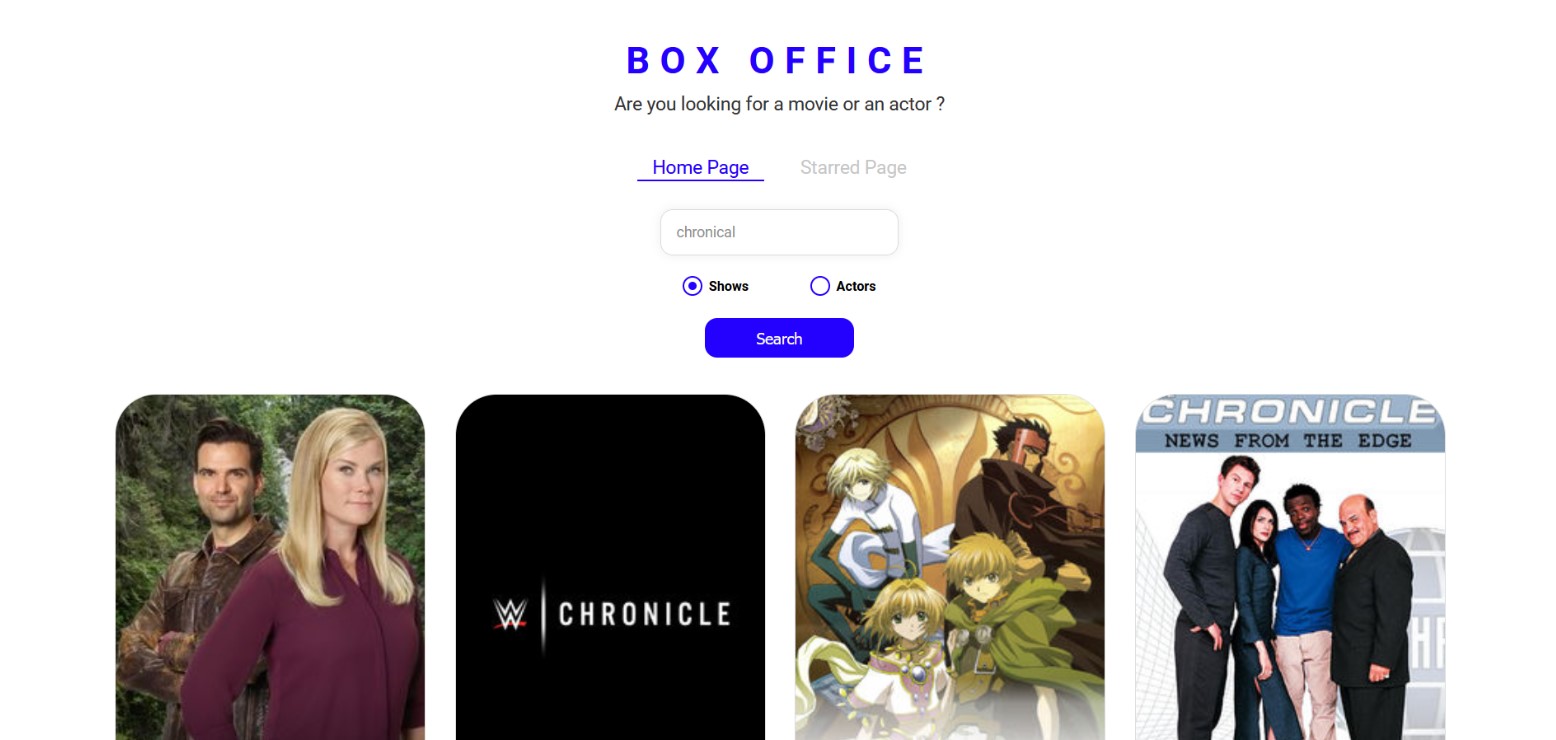 BOX OFFICE
Are you looking for a movie or an actor ?
Home Page
Starred Page
chronical
Shows
Actors
Search
W CHRONICLE
CHRONICLE
NEWS FROM THE EDGE